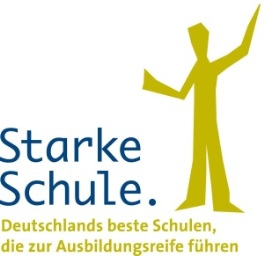 Starke
Schule.
Deutschlands beste Schulen,
die zur Ausbildungsreife führen